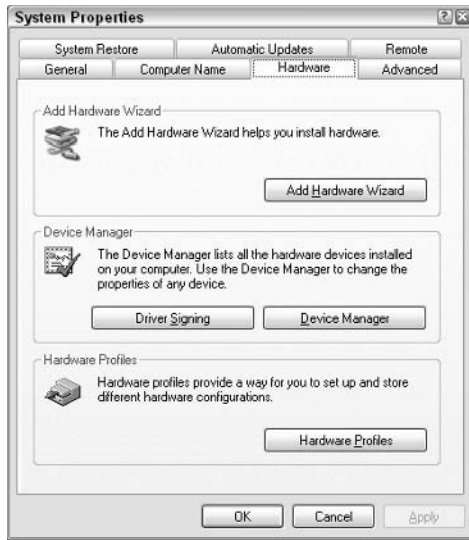 System Properties
System Restore Automatic Updates Remote
General Computer Name Hardware Advanced
Add Hardware Wizard
The Add Hardware Wizard helps you install hardware.
Add Hardware Wizard
Device Manager
The Device Manager lists all the hardware devices installed
on your computer. Use the Device Manager to change the
properties of any device.
Driver Signing Device Manager
Hardware Profiles
Hardware profiles provide a way for you to set up and store
different hardware configurations.
Hardware Profiles
OK Cancel Apply